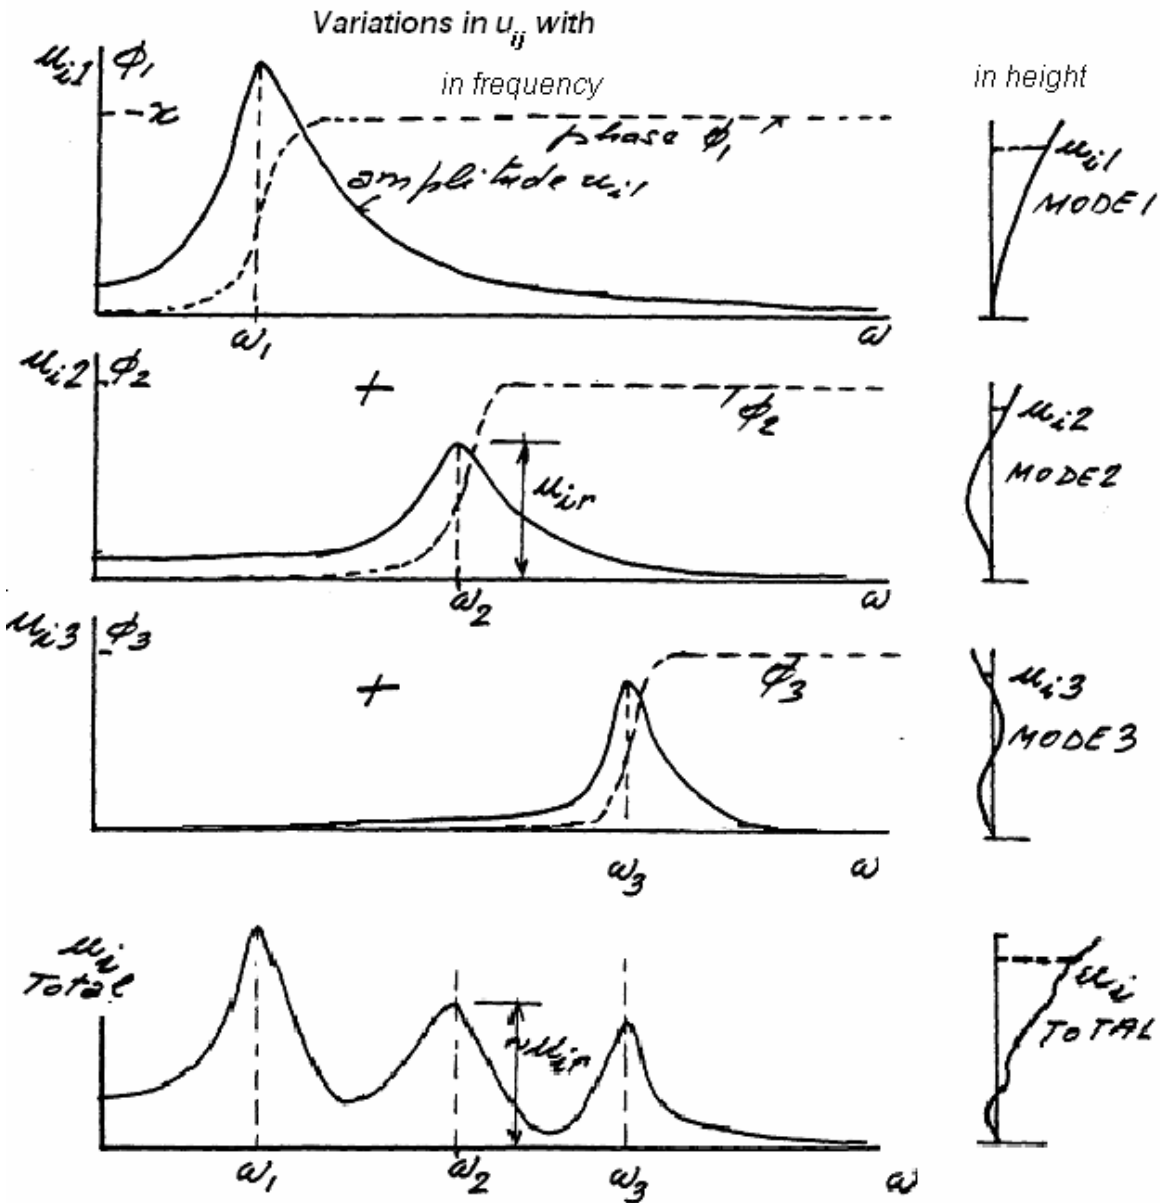 Variations in u_ij with
in frequency
in height
u_i1 ϕ_1
π
phase ϕ_1
amplitude u_i1
ω_1
ω
u_i1
MODE 1
u_i2 ϕ_2
+
ϕ_2
u_ir
ω_2
ω
u_i2
MODE 2
u_i3 ϕ_3
+
ϕ_3
ω_3
ω
u_i3
MODE 3
u_i
Total
~u_ir
ω_1
ω_2
ω_3
ω
u_i
TOTAL